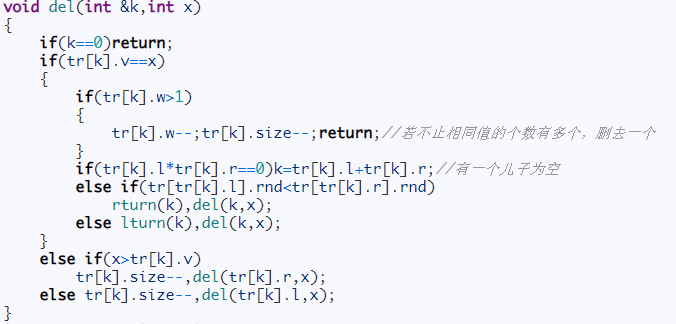 void del(int &k,int x)
{
    if(k==0)return;
    if(tr[k].v==x)
    {
        if(tr[k].w>1)
        {
            tr[k].w--;tr[k].size--;return;//若不止相同值的个数有多个，删去一个
        }
        if(tr[k].l*tr[k].r==0)k=tr[k].l+tr[k].r;//有一个儿子为空
        else if(tr[tr[k].l].rnd<tr[tr[k].r].rnd)
            rturn(k),del(k,x);
        else lturn(k),del(k,x);
    }
    else if(x>tr[k].v)
        tr[k].size--,del(tr[k].r,x);
    else tr[k].size--,del(tr[k].l,x);
}